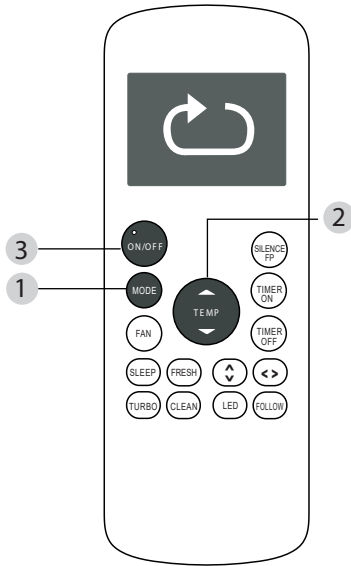 2
3
ON/OFF
SILENCE
FP
1
MODE
TEMP
TIMER
ON
FAN
TIMER
OFF
SLEEP FRESH
TURBO CLEAN LED FOLLOW